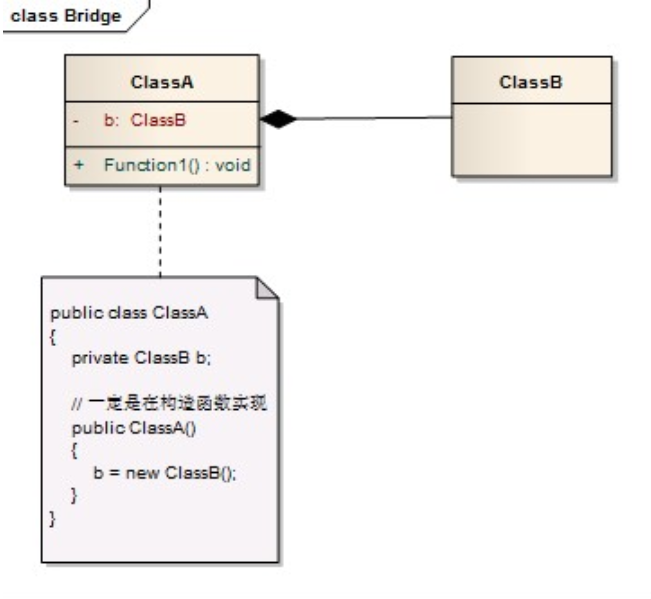 class Bridge
ClassA
- b: ClassB
+ Function1() : void
ClassB
public class ClassA
{
private ClassB b;
// 一定是在构造函数实现
public ClassA()
{
b = new ClassB();
}
}